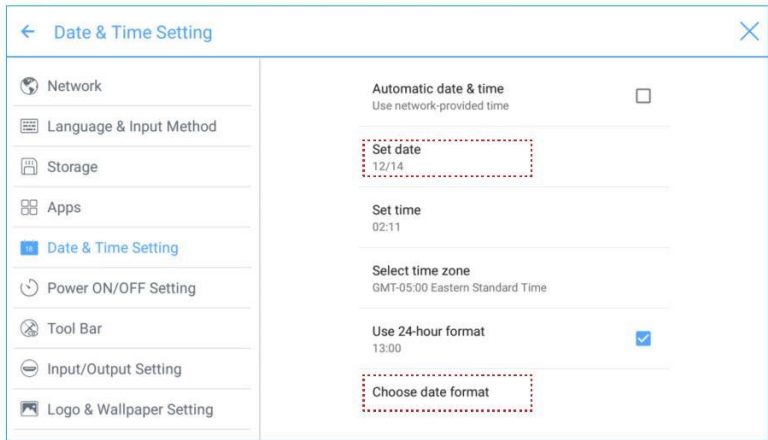 Date & Time Setting
Network
Language & Input Method
Storage
Apps
18
Date & Time Setting
Power ON/OFF Setting
Tool Bar
Input/Output Setting
Logo & Wallpaper Setting
Automatic date & time
Use network-provided time
Set date
12/14
Set time
02:11
Select time zone
GMT-05:00 Eastern Standard Time
Use 24-hour format
13:00
Choose date format